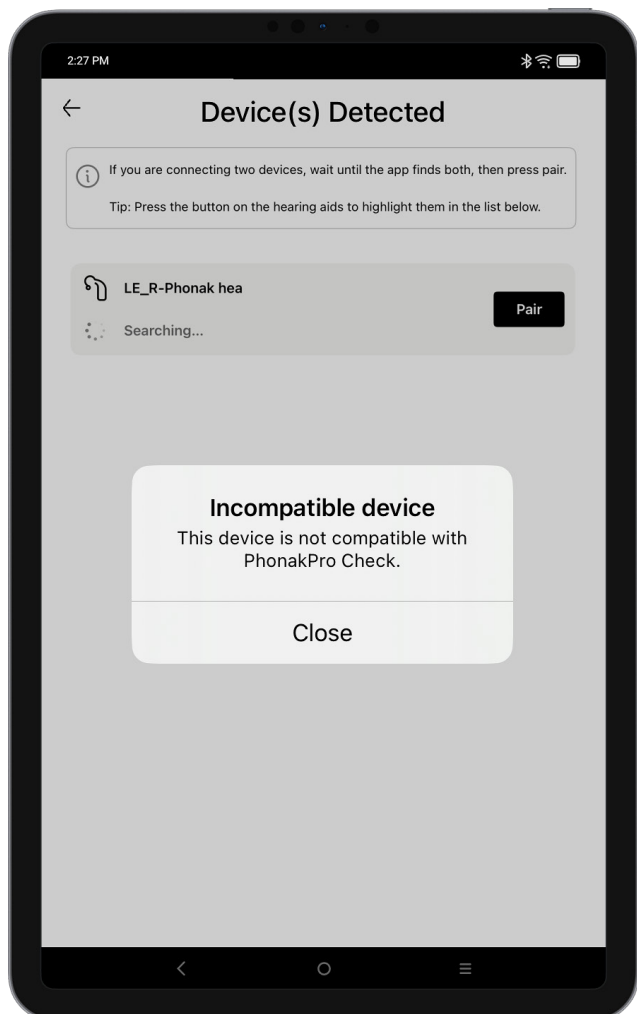 2:27 PM
Device(s) Detected
If you are connecting two devices, wait until the app finds both, then press pair.
Tip: Press the button on the hearing aids to highlight them in the list below.
LE_R-Phonak hea
Pair
Searching...
Incompatible device
This device is not compatible with
PhonakPro Check.
Close